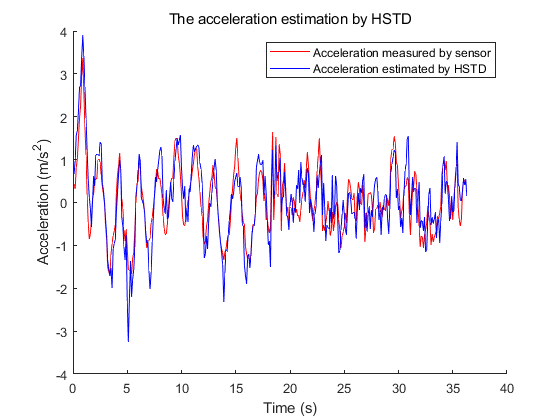 The acceleration estimation by HSTD
Acceleration measured by sensor
Acceleration estimated by HSTD
Acceleration (m/s²)
4
3
2
1
0
-1
-2
-3
-4
0 5 10 15 20 25 30 35 40
Time (s)